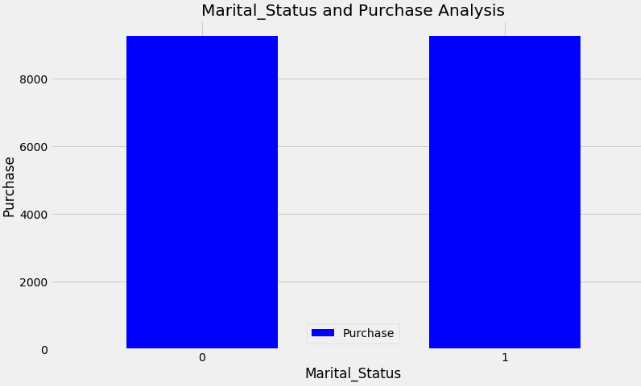 Marital_Status and Purchase Analysis
8000
6000
4000
2000
0
Purchase
Purchase
0 1
Marital_Status